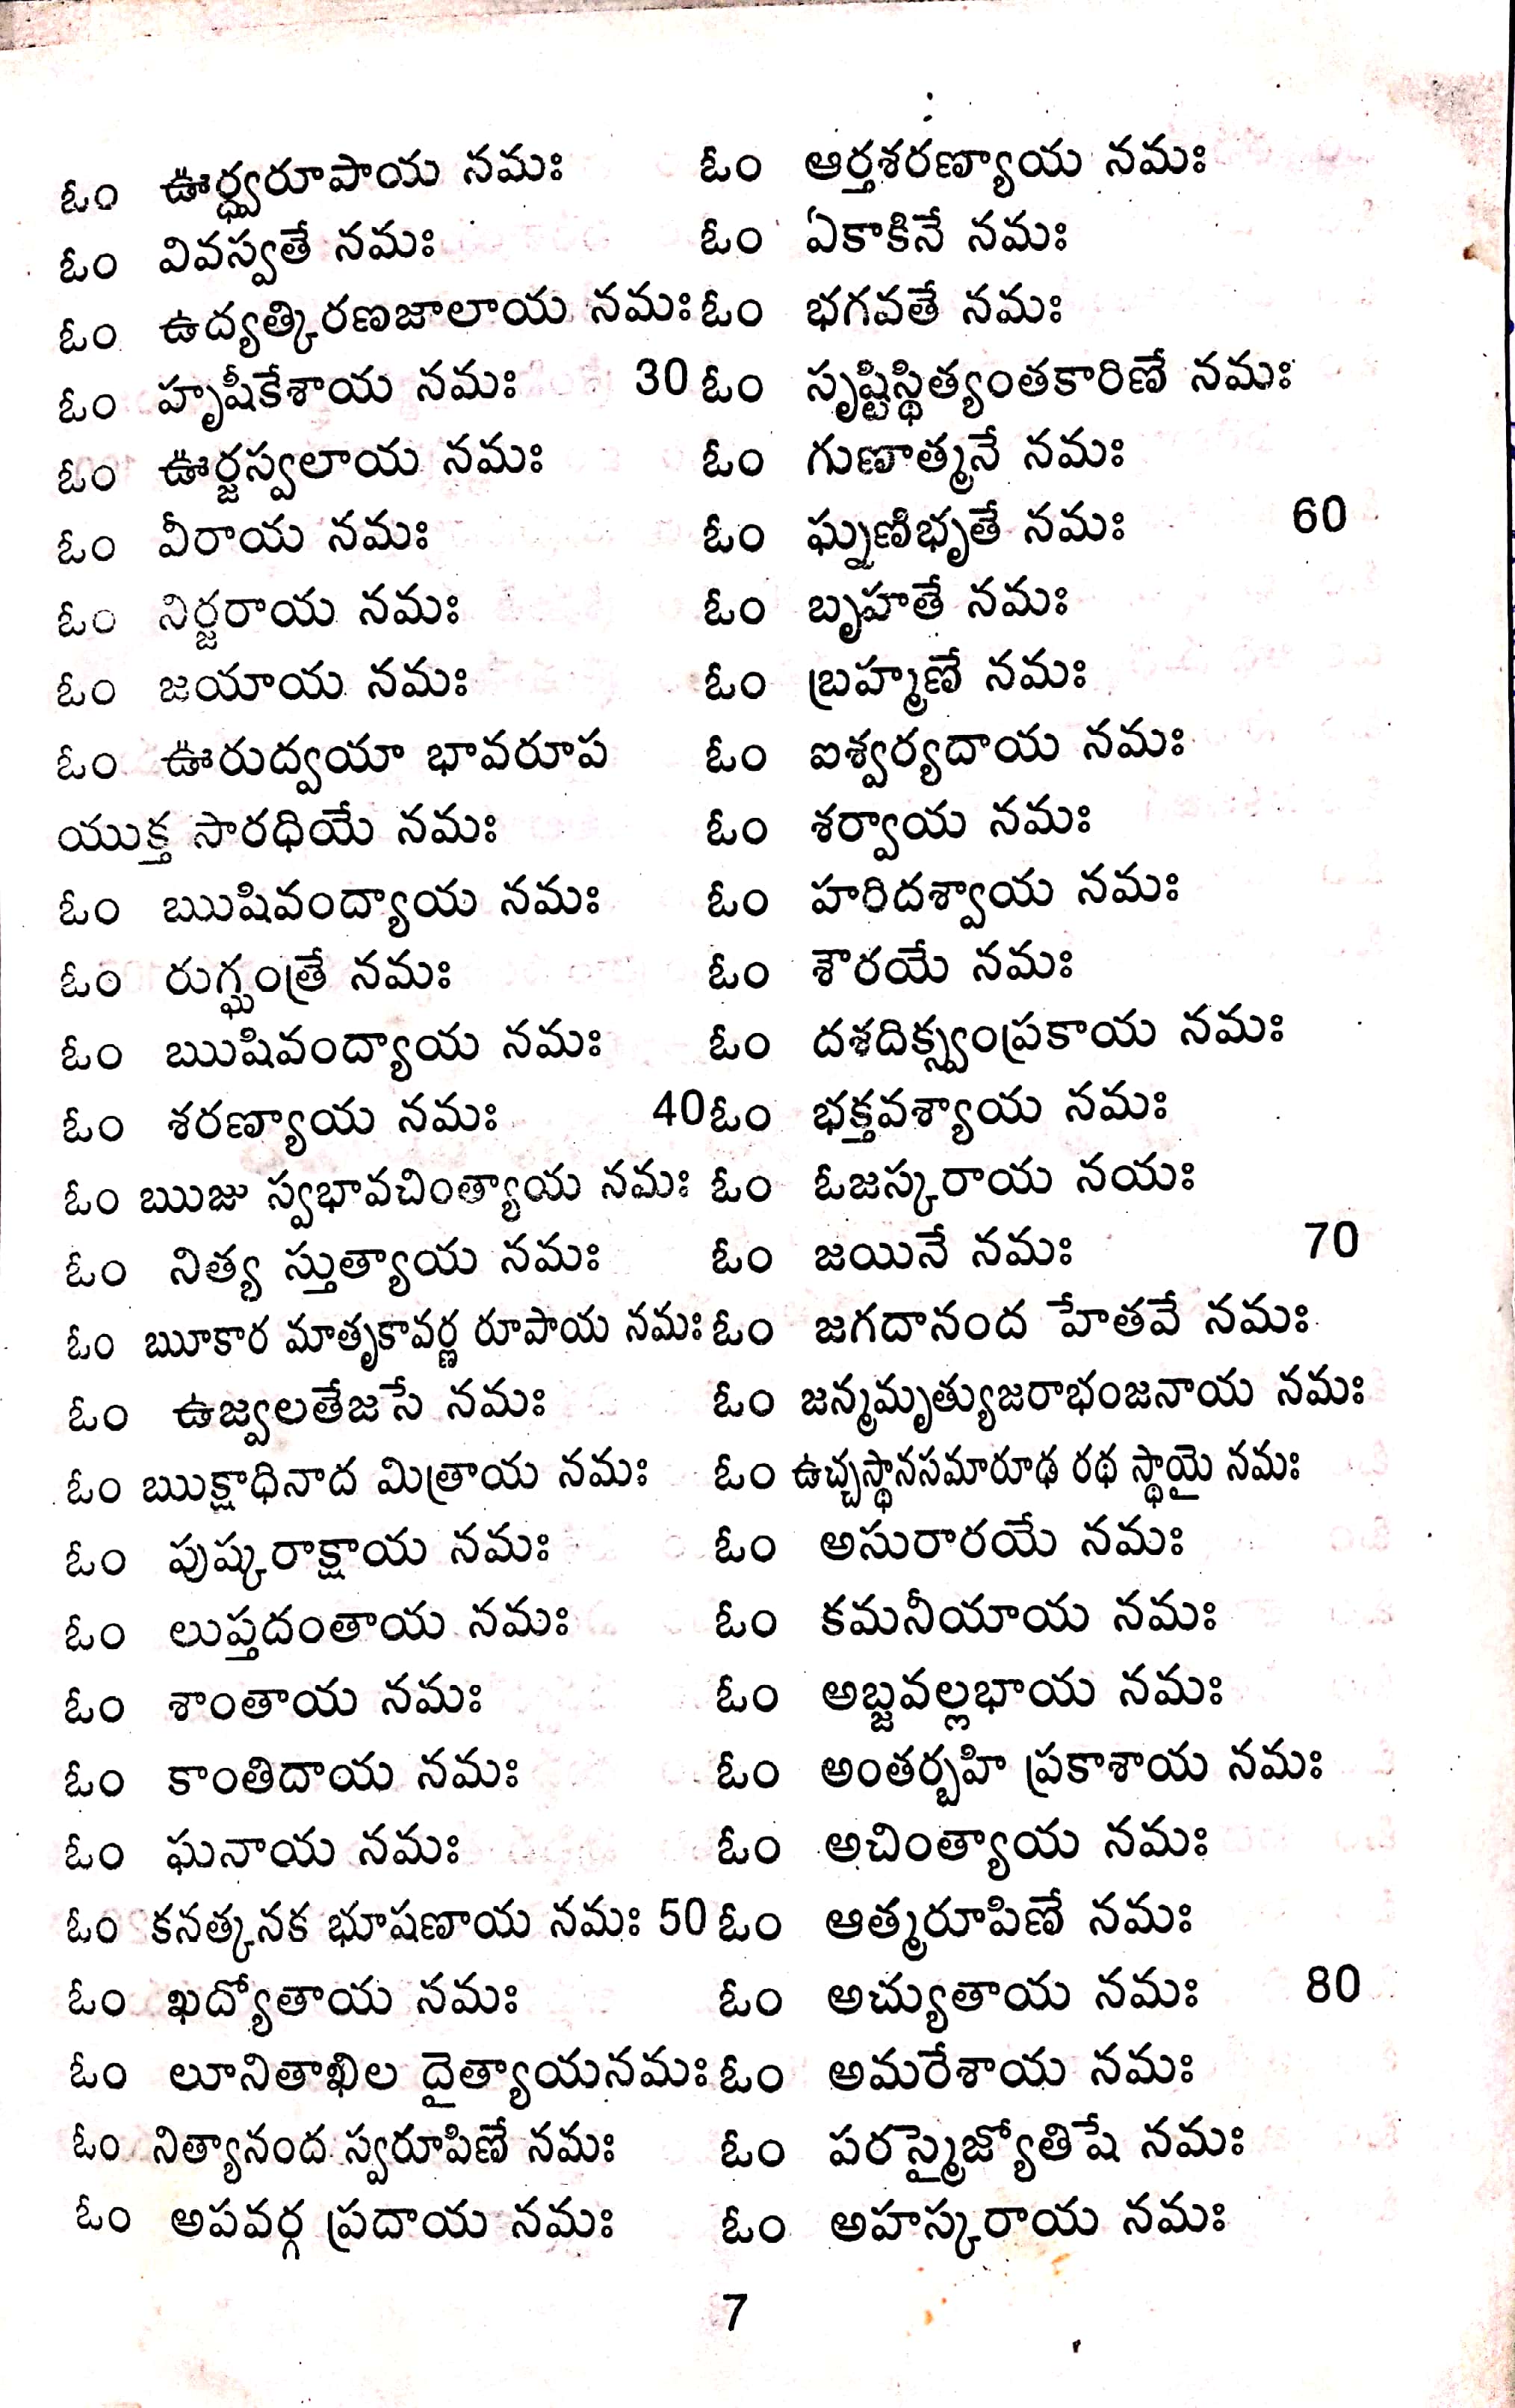 ఓం ఊర్ధ్వరూపాయ నమః
ఓం వివస్వతే నమః
ఓం ఉద్యత్కిరణజాలాయ నమః
ఓం హృషీకేశాయ నమః 30
ఓం ఊర్జస్వలాయ నమః
ఓం వీరాయ నమః
ఓం నిర్జరాయ నమః
ఓం జయాయ నమః
ఓం ఊరుద్వయా భావరూప
యుక్త సారధియే నమః
ఓం ఋషివంద్యాయ నమః
ఓం రుగ్ఘంత్రే నమః
ఓం ఋషివంద్యాయ నమః
ఓం శరణ్యాయ నమః 40
ఓం ఋజు స్వభావచింత్యాయ నమః
ఓం నిత్య స్తుత్యాయ నమః
ఓం ౠకార మాతృకావర్ణ రూపాయ నమః
ఓం ఉజ్వలతేజసే నమః
ఓం ఋక్షాధినాద మిత్రాయ నమః
ఓం పుష్కరాక్షాయ నమః
ఓం లుప్తదంతాయ నమః
ఓం శాంతాయ నమః
ఓం కాంతిదాయ నమః
ఓం ఘనాయ నమః
ఓం కనత్కనక భూషణాయ నమః 50
ఓం ఖద్యోతాయ నమః
ఓం లూనితాఖిల దైత్యాయనమః
ఓం నిత్యానంద స్వరూపిణే నమః
ఓం అపవర్గ ప్రదాయ నమః
ఓం ఆర్తశరణ్యాయ నమః
ఓం ఏకాకినే నమః
ఓం భగవతే నమః
ఓం సృష్టిస్థిత్యంతకారిణే నమః
ఓం గుణాత్మనే నమః
ఓం ఘృణిభృతే నమః 60
ఓం బృహతే నమః
ఓం బ్రహ్మణే నమః
ఓం ఐశ్వర్యదాయ నమః
ఓం శర్వాయ నమః
ఓం హరిదశ్వాయ నమః
ఓం శౌరయే నమః
ఓం దశదిక్స్వంప్రకాయ నమః
ఓం భక్తవశ్యాయ నమః
ఓం ఓజస్కరాయ నయః
ఓం జయినే నమః 70
ఓం జగదానంద హేతవే నమః
ఓం జన్మమృత్యుజరాభంజనాయ నమః
ఓం ఉచ్చస్థానసమారూఢ రథ స్థాయై నమః
ఓం అసురారయే నమః
ఓం కమనీయాయ నమః
ఓం అబ్జవల్లభాయ నమః
ఓం అంతర్బహి ప్రకాశాయ నమః
ఓం అచింత్యాయ నమః
ఓం ఆత్మరూపిణే నమః
ఓం అచ్యుతాయ నమః 80
ఓం అమరేశాయ నమః
ఓం పరస్మైజ్యోతిషే నమః
ఓం అహస్కరాయ నమః
7